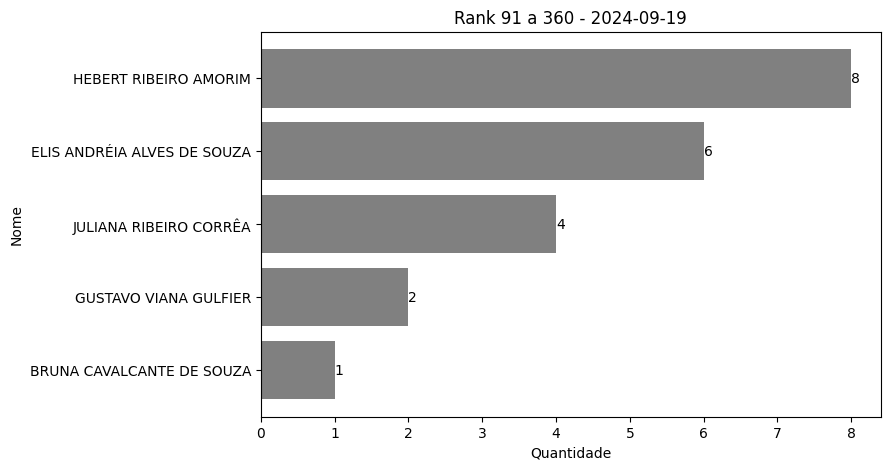 Rank 91 a 360 - 2024-09-19
HEBERT RIBEIRO AMORIM
8
ELIS ANDRÉIA ALVES DE SOUZA
6
JULIANA RIBEIRO CORRÊA
4
GUSTAVO VIANA GULFIER
2
BRUNA CAVALCANTE DE SOUZA
1
Nome
0 1 2 3 4 5 6 7 8
Quantidade